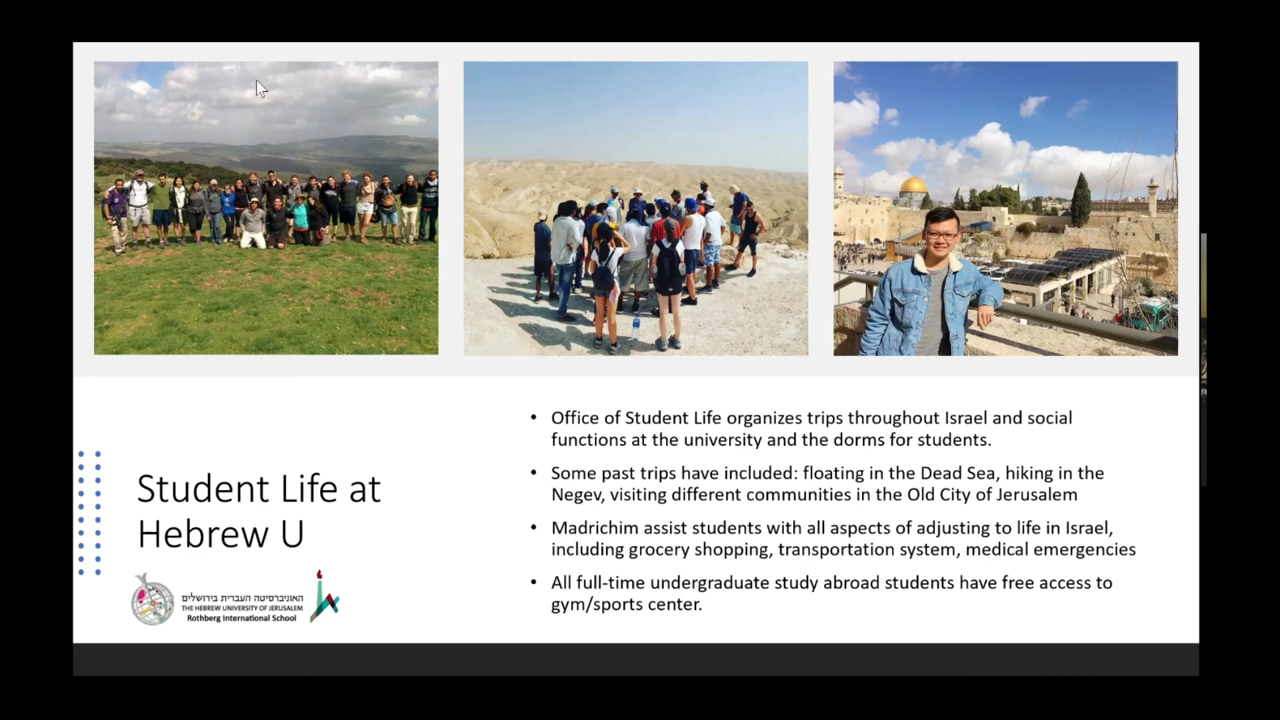 Student Life at
Hebrew U
האוניברסיטה העברית בירושלים
THE HEBREW UNIVERSITY OF JERUSALEM
Rothberg International School
• Office of Student Life organizes trips throughout Israel and social
functions at the university and the dorms for students.
• Some past trips have included: floating in the Dead Sea, hiking in the
Negev, visiting different communities in the Old City of Jerusalem
• Madrichim assist students with all aspects of adjusting to life in Israel,
including grocery shopping, transportation system, medical emergencies
• All full-time undergraduate study abroad students have free access to
gym/sports center.